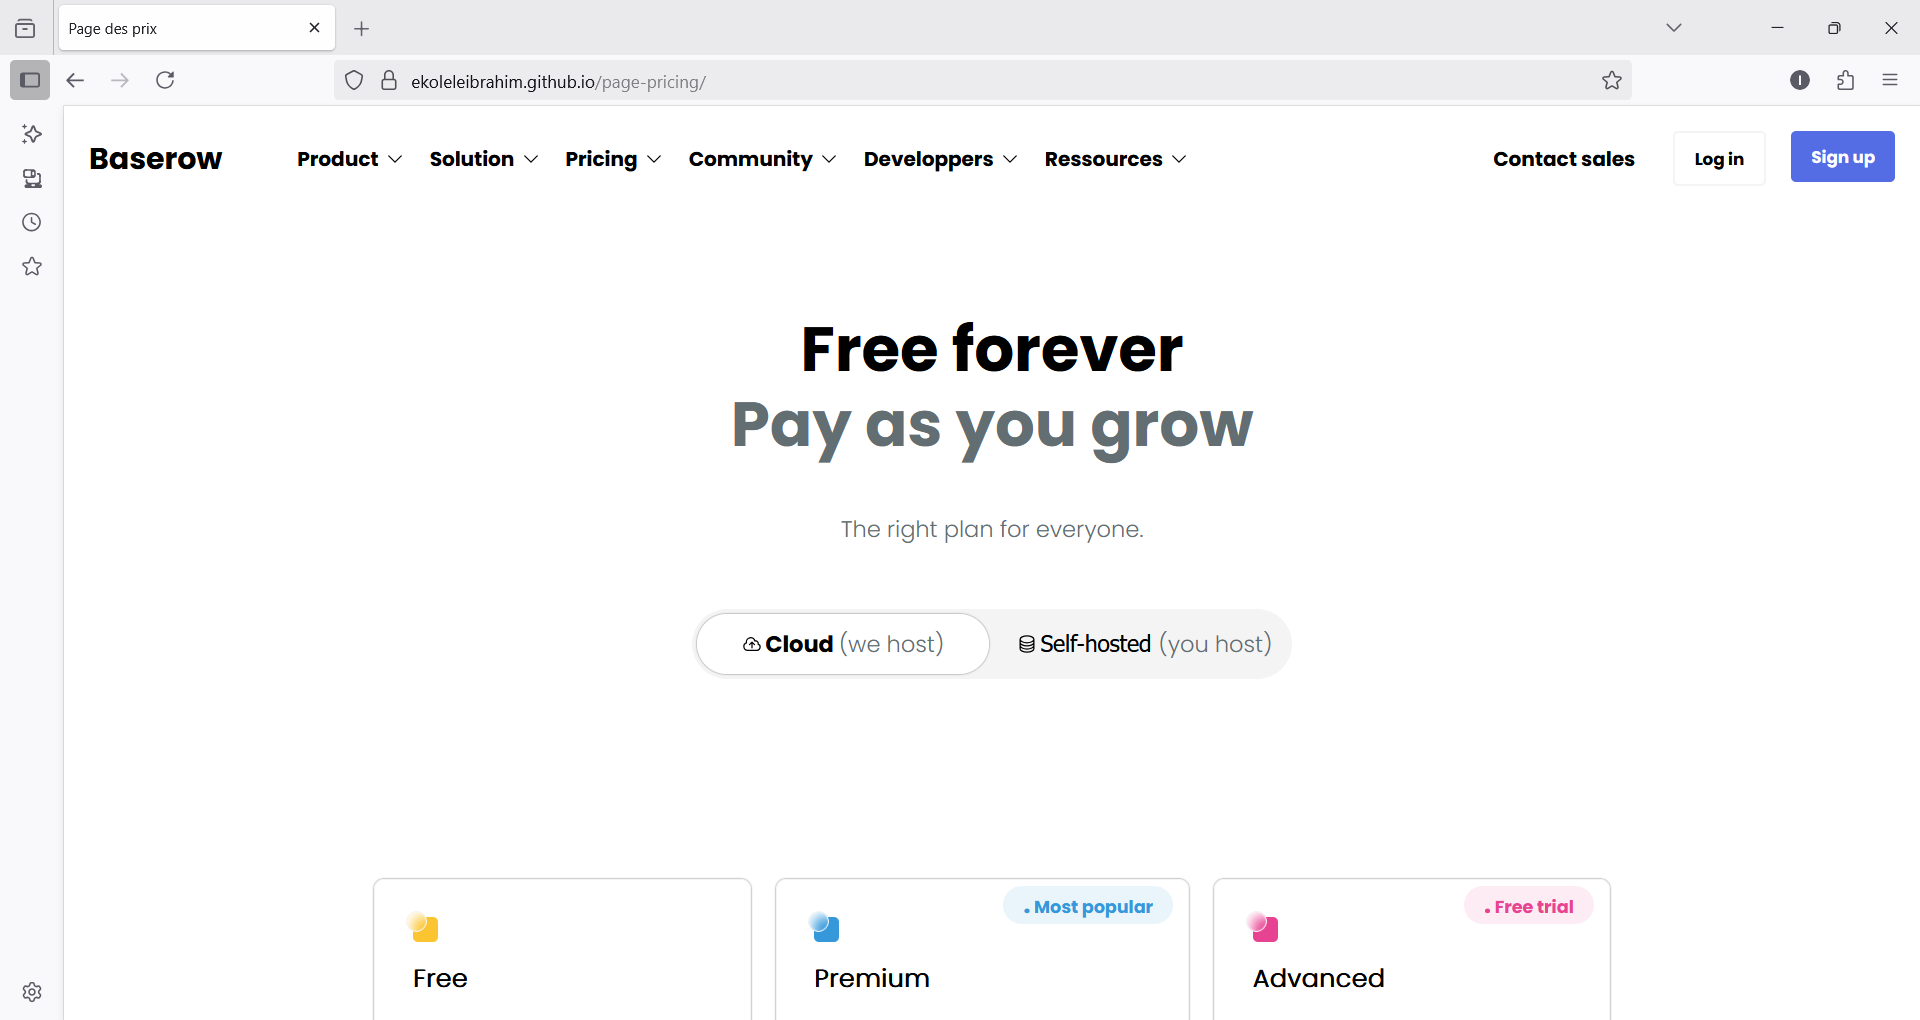 Page des prix
ekoleleibrahim.github.io/page-pricing/
I
Baserow
Product
Solution
Pricing
Community
Developpers
Ressources
Contact sales
Log in
Sign up
Free forever
Pay as you grow
The right plan for everyone.
Cloud (we host)
Self-hosted (you host)
Free
. Most popular
Premium
. Free trial
Advanced